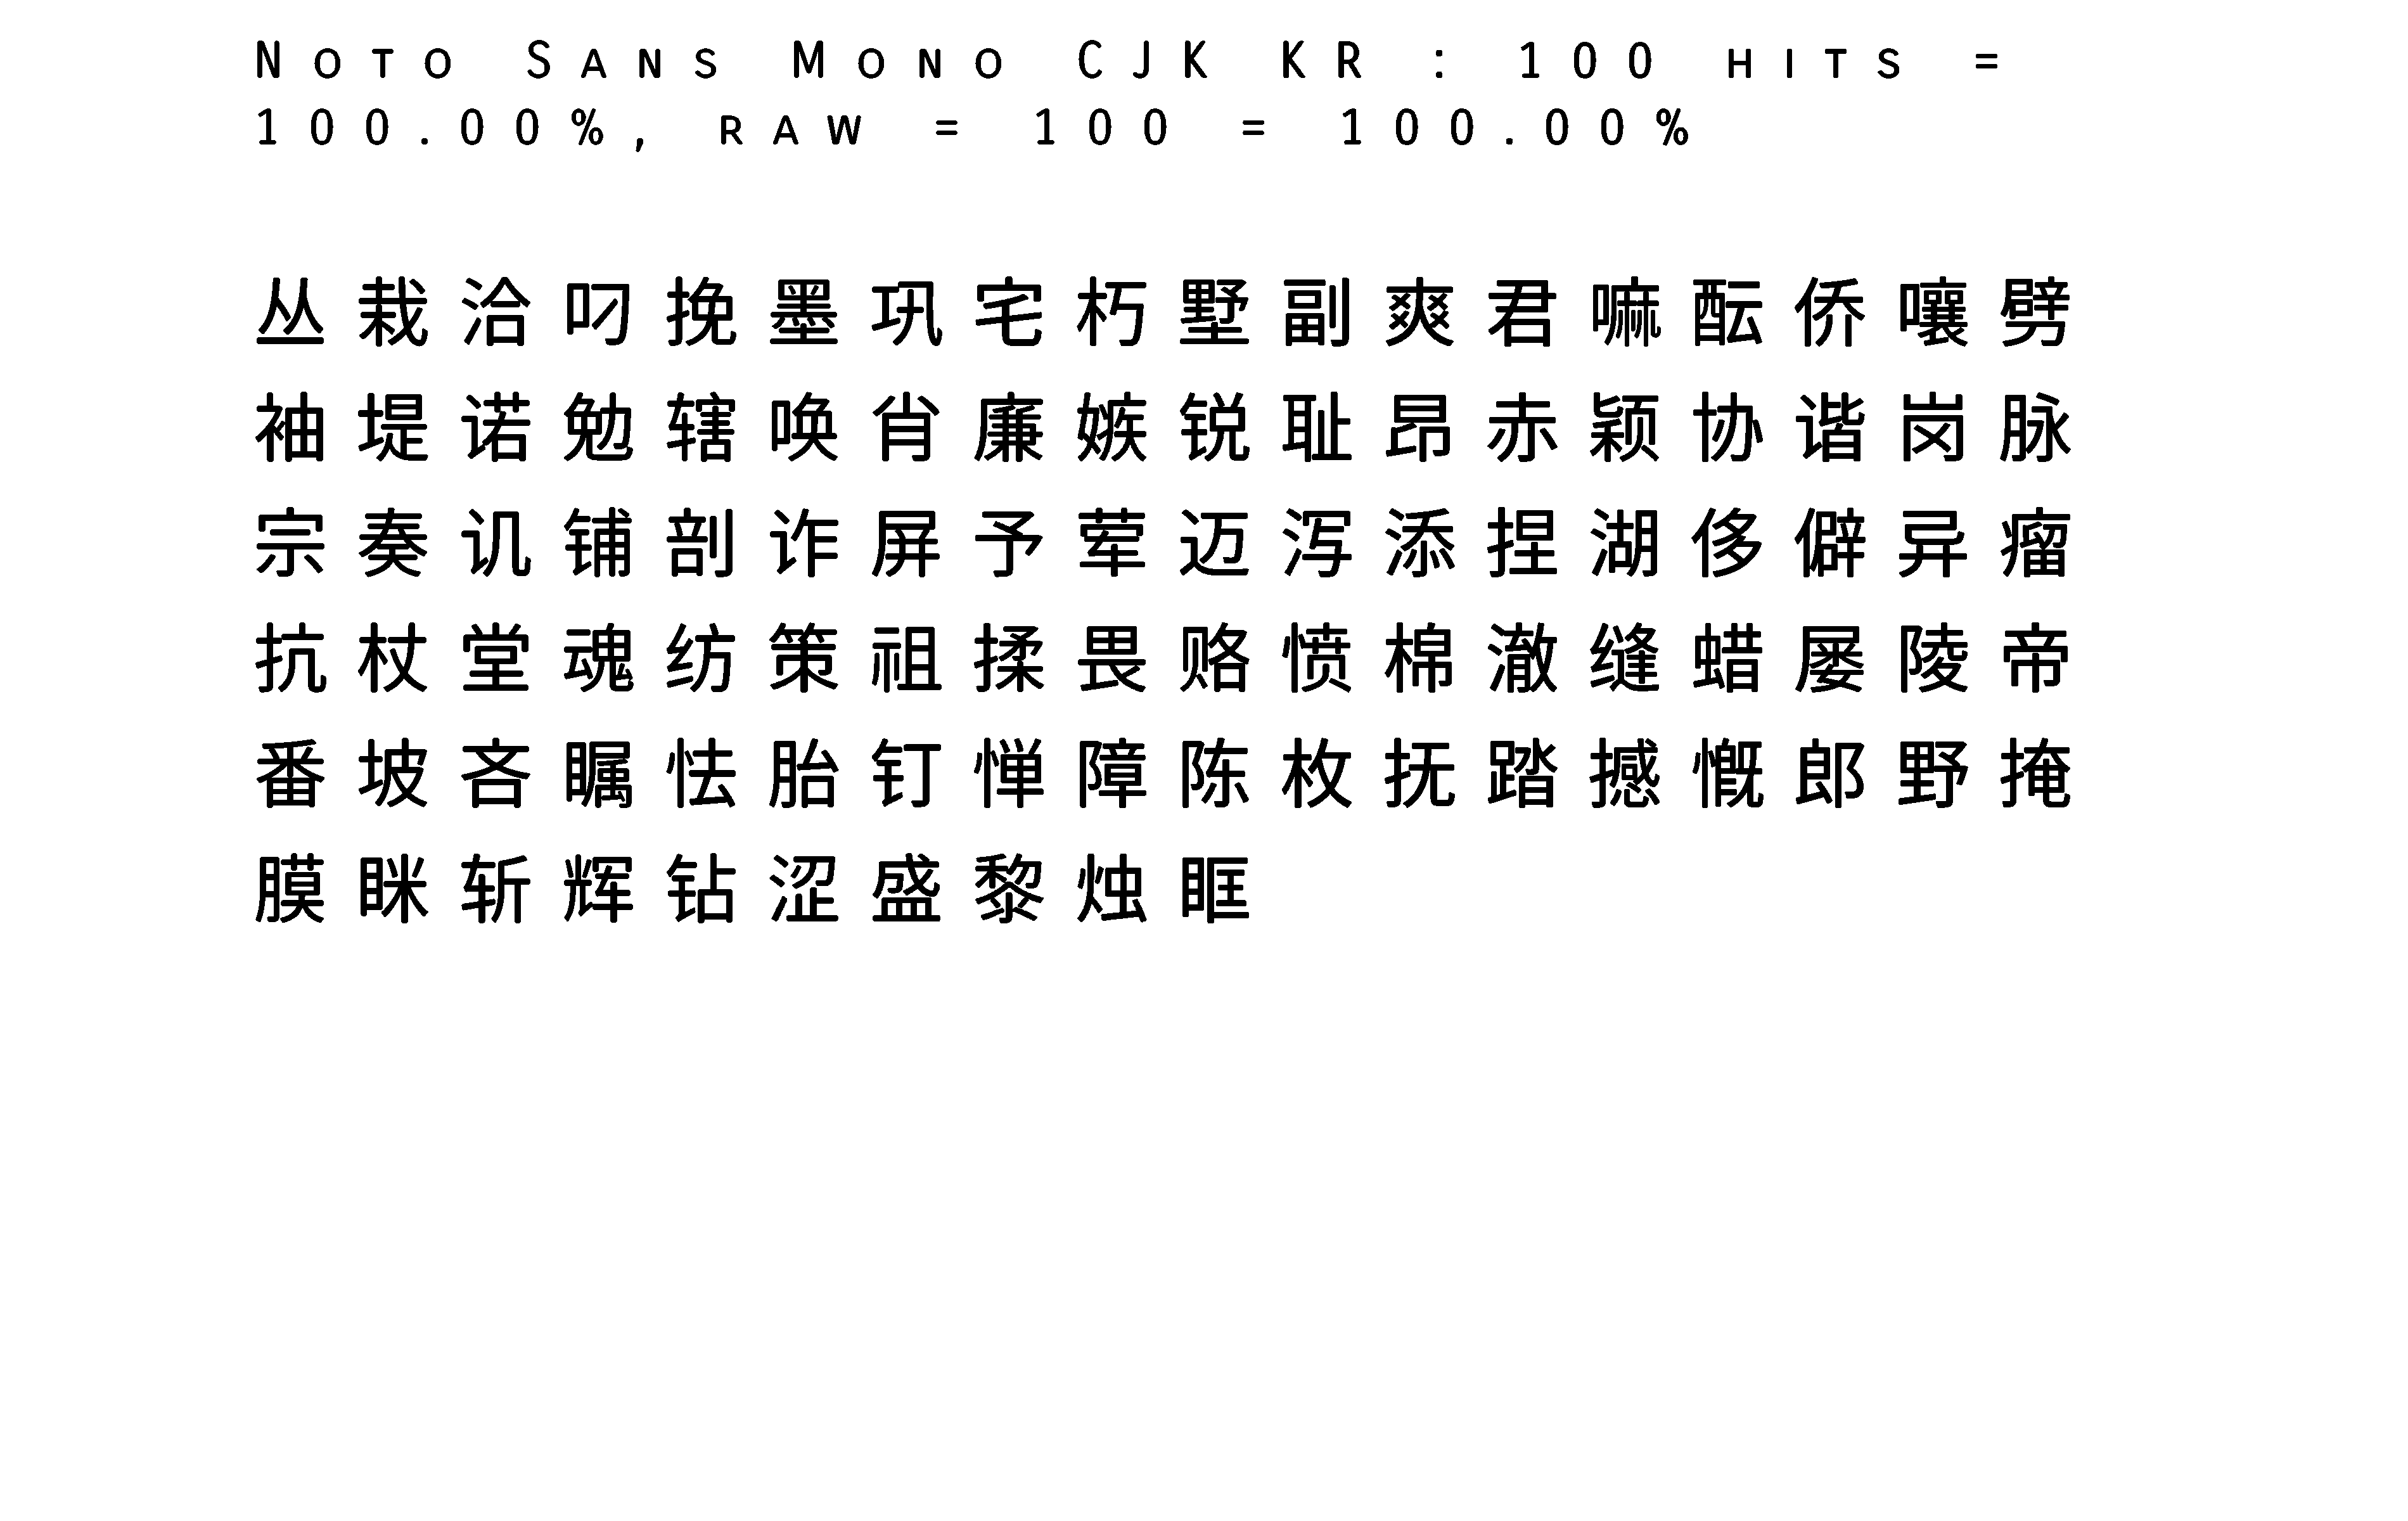 Noto Sans Mono CJK KR : 100 hits =
100.00%, raw = 100 = 100.00%
丛栽洽叼挽墨巩宅朽墅副爽君嘛酝侨嚷劈
袖堤诺勉辖唤肖廉嫉锐耻昂赤颖协谐岗脉
宗奏讥铺剖诈屏予荤迈泻添捏湖侈僻异瘤
抗杖堂魂纺策祖揉畏赂愤棉澈缝蜡屡陵帝
番坡吝瞩怯胎钉惮障陈枚抚踏撼慨郎野掩
膜眯斩辉钻涩盛黎烛眶